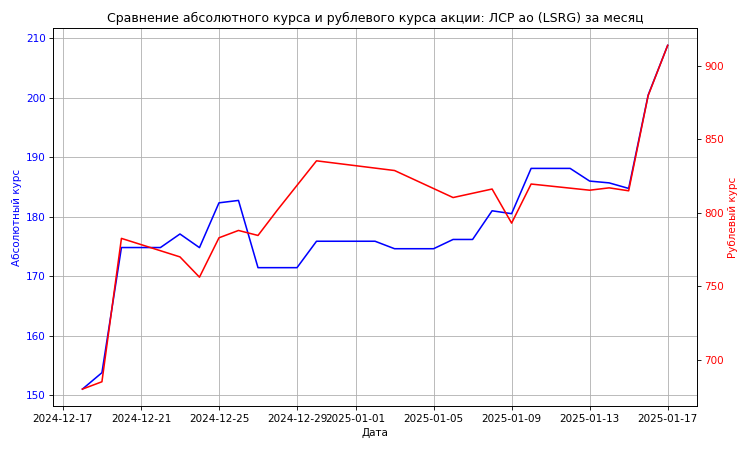 Сравнение абсолютного курса и рублевого курса акции: ЛСР ао (LSRG) за месяц
210
200
190
180
170
160
150
Абсолютный курс
900
850
800
750
700
Рублевый курс
2024-12-17 2024-12-21 2024-12-25 2024-12-29 2025-01-01 2025-01-05 2025-01-09 2025-01-13 2025-01-17
Дата